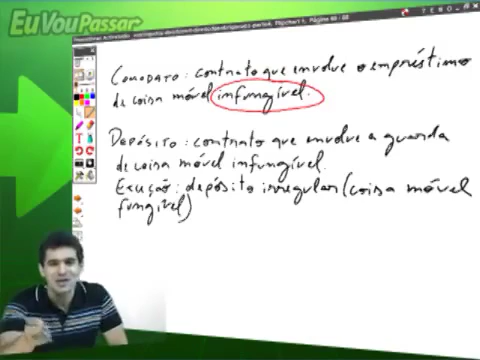 EuVouPassar
COMODATO: contrato que envolve o empréstimo
de coisa móvel infungível.
DEPÓSITO: contrato que envolve a guarda
de coisa móvel infungível.
EXCEÇÃO: depósito irregular (coisa móvel
fungível)